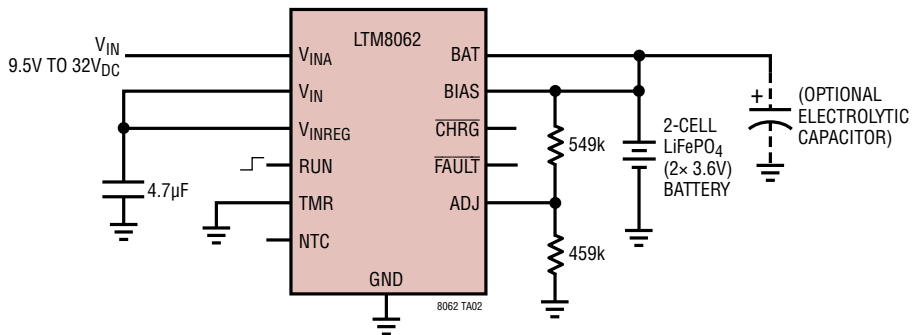 V_IN
9.5V TO 32V_DC
LTM8062
V_INA
V_IN
V_INREG
RUN
TMR
NTC
GND
BAT
BIAS
CHRG
FAULT
ADJ
4.7µF
549k
459k
2-CELL
LiFePO4
(2× 3.6V)
BATTERY
+
(OPTIONAL
ELECTROLYTIC
CAPACITOR)
8062 TA02